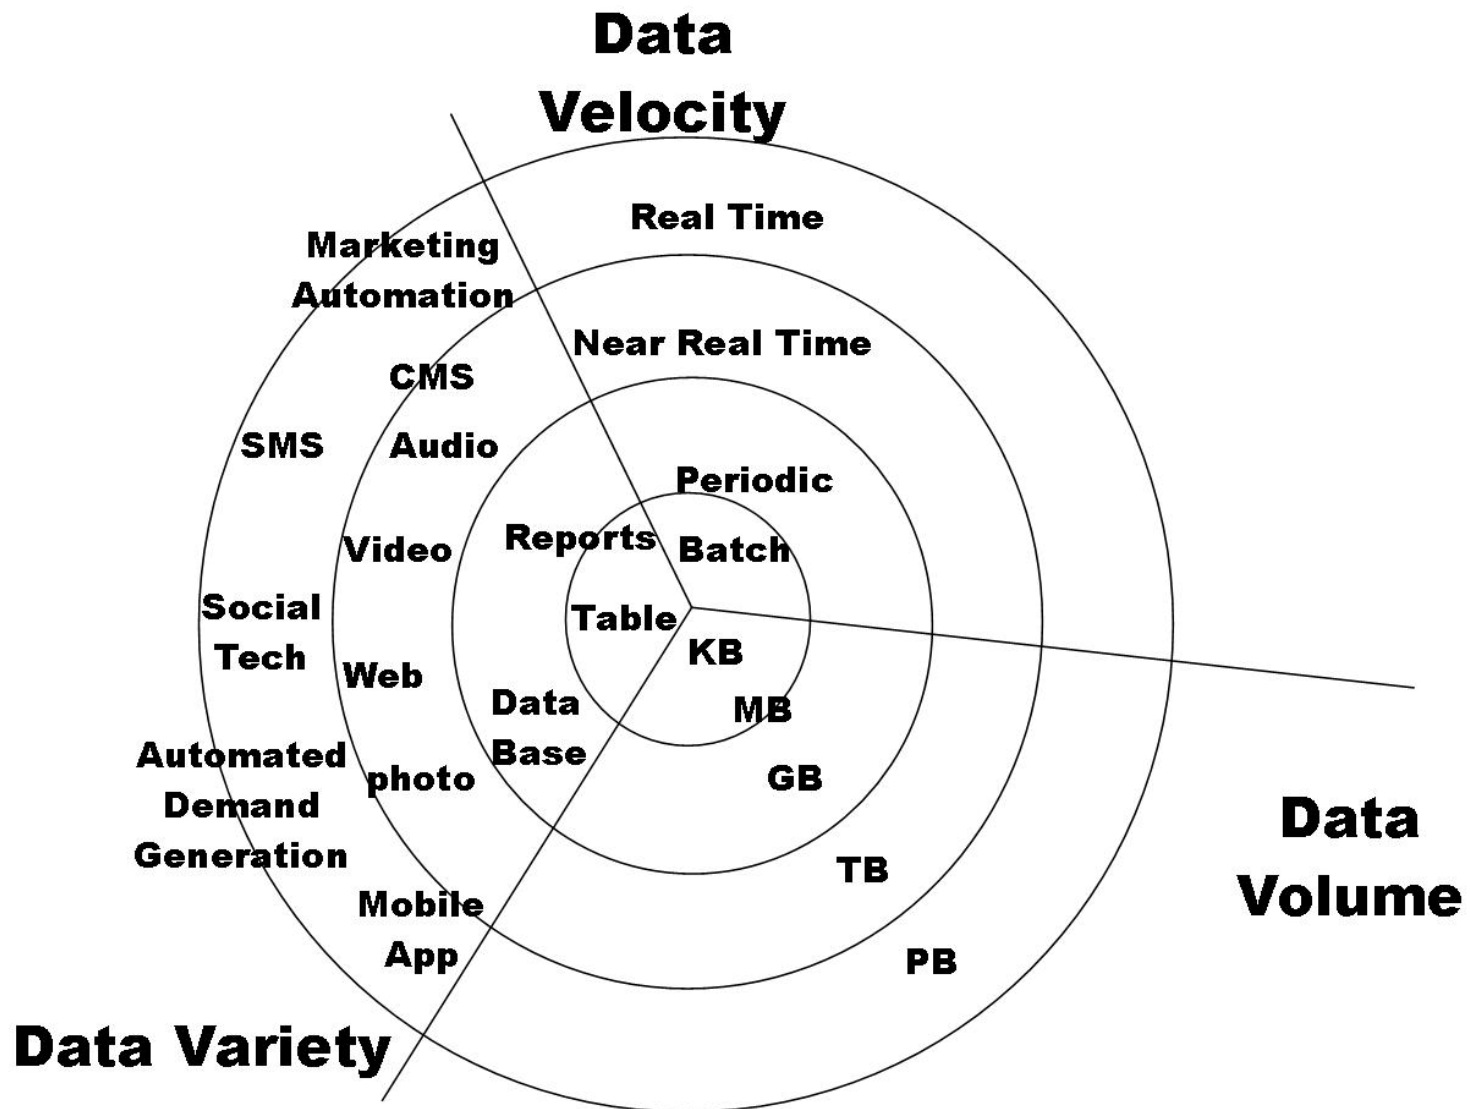 Data
Velocity
Real Time
Marketing
Automation
Near Real Time
CMS
SMS
Audio
Periodic
Reports
Batch
Video
Social
Tech
Table
KB
Web
Data
Base
MB
Automated
Demand
Generation
photo
GB
Data
Volume
TB
Mobile
App
PB
Data Variety